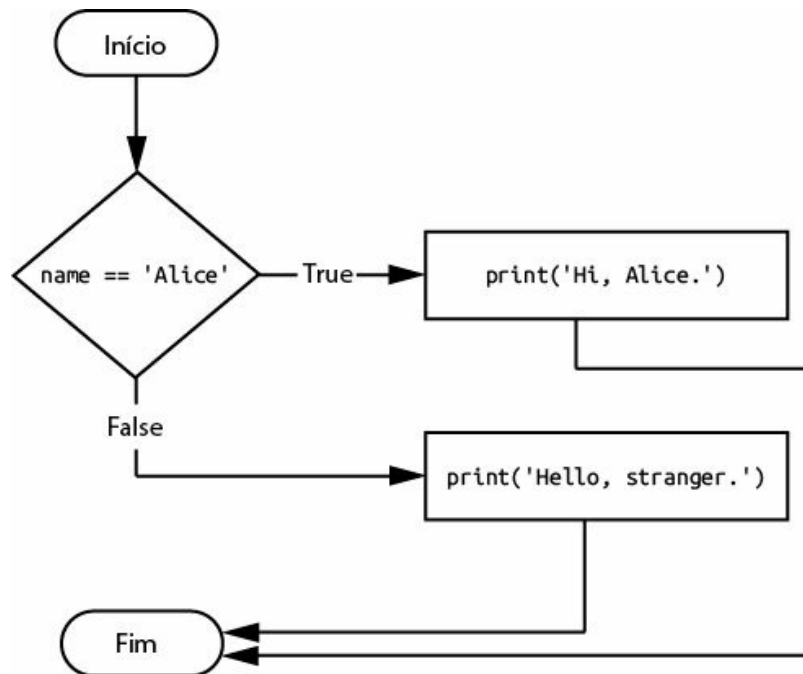 Início
name == 'Alice'
True
print('Hi, Alice.')
False
print('Hello, stranger.')
Fim